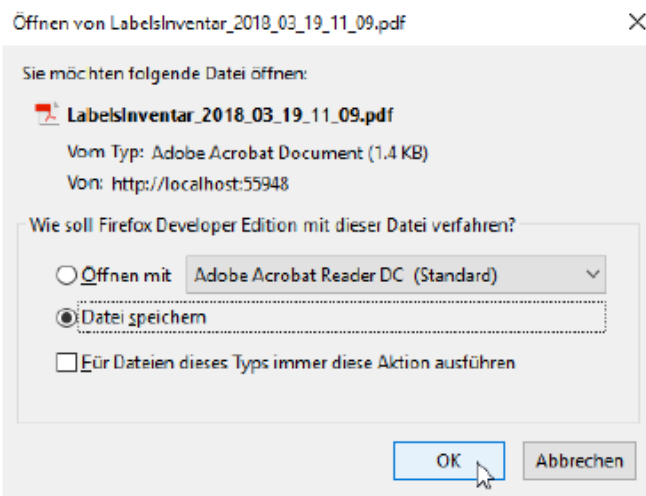 Öffnen von LabelsInventar_2018_03_19_11_09.pdf
Sie möchten folgende Datei öffnen:
LabelsInventar_2018_03_19_11_09.pdf
Vom Typ: Adobe Acrobat Document (1.4 KB)
Von: http://localhost:55948
Wie soll Firefox Developer Edition mit dieser Datei verfahren?
Öffnen mit Adobe Acrobat Reader DC (Standard)
Datei speichern
Für Dateien dieses Typs immer diese Aktion ausführen
OK Abbrechen